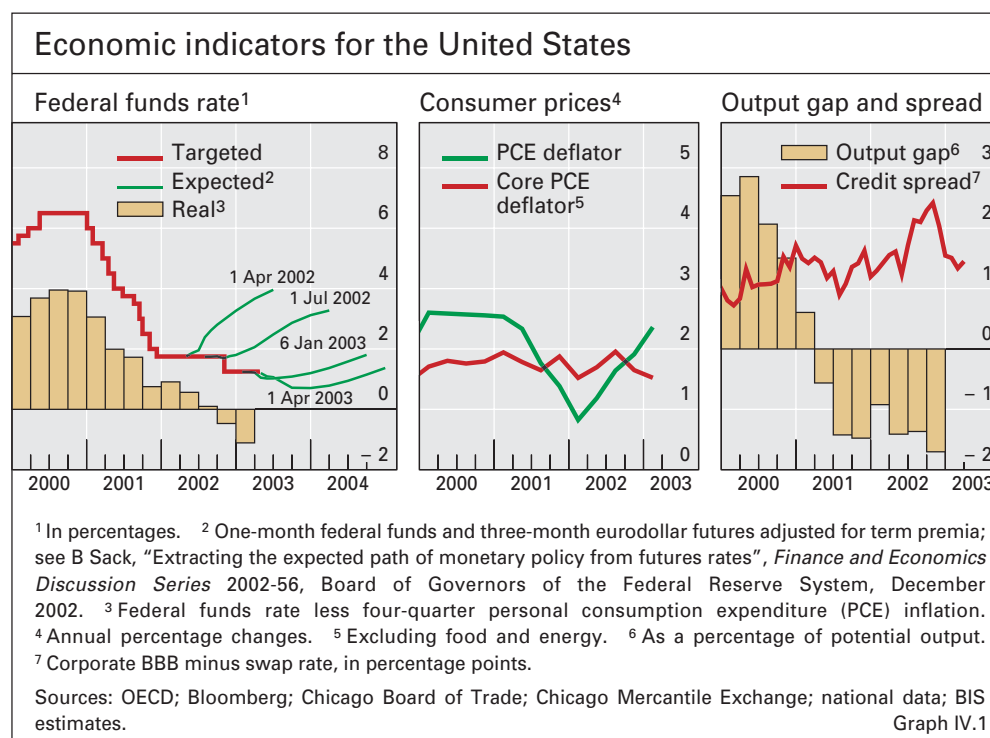 Economic indicators for the United States
Federal funds rate¹
Consumer prices⁴
Output gap and spread
Targeted
Expected²
Real³
8
6
4
2
0
– 2
1 Apr 2002
1 Jul 2002
6 Jan 2003
1 Apr 2003
2000 2001 2002 2003 2004
PCE deflator
Core PCE
deflator⁵
5
4
3
2
1
0
2000 2001 2002 2003
Output gap⁶
Credit spread⁷
3
2
1
0
– 1
– 2
2000 2001 2002 2003
¹ In percentages. ² One-month federal funds and three-month eurodollar futures adjusted for term premia;
see B Sack, “Extracting the expected path of monetary policy from futures rates”, Finance and Economics
Discussion Series 2002-56, Board of Governors of the Federal Reserve System, December
2002. ³ Federal funds rate less four-quarter personal consumption expenditure (PCE) inflation.
⁴ Annual percentage changes. ⁵ Excluding food and energy. ⁶ As a percentage of potential output.
⁷ Corporate BBB minus swap rate, in percentage points.
Sources: OECD; Bloomberg; Chicago Board of Trade; Chicago Mercantile Exchange; national data; BIS
estimates. Graph IV.1